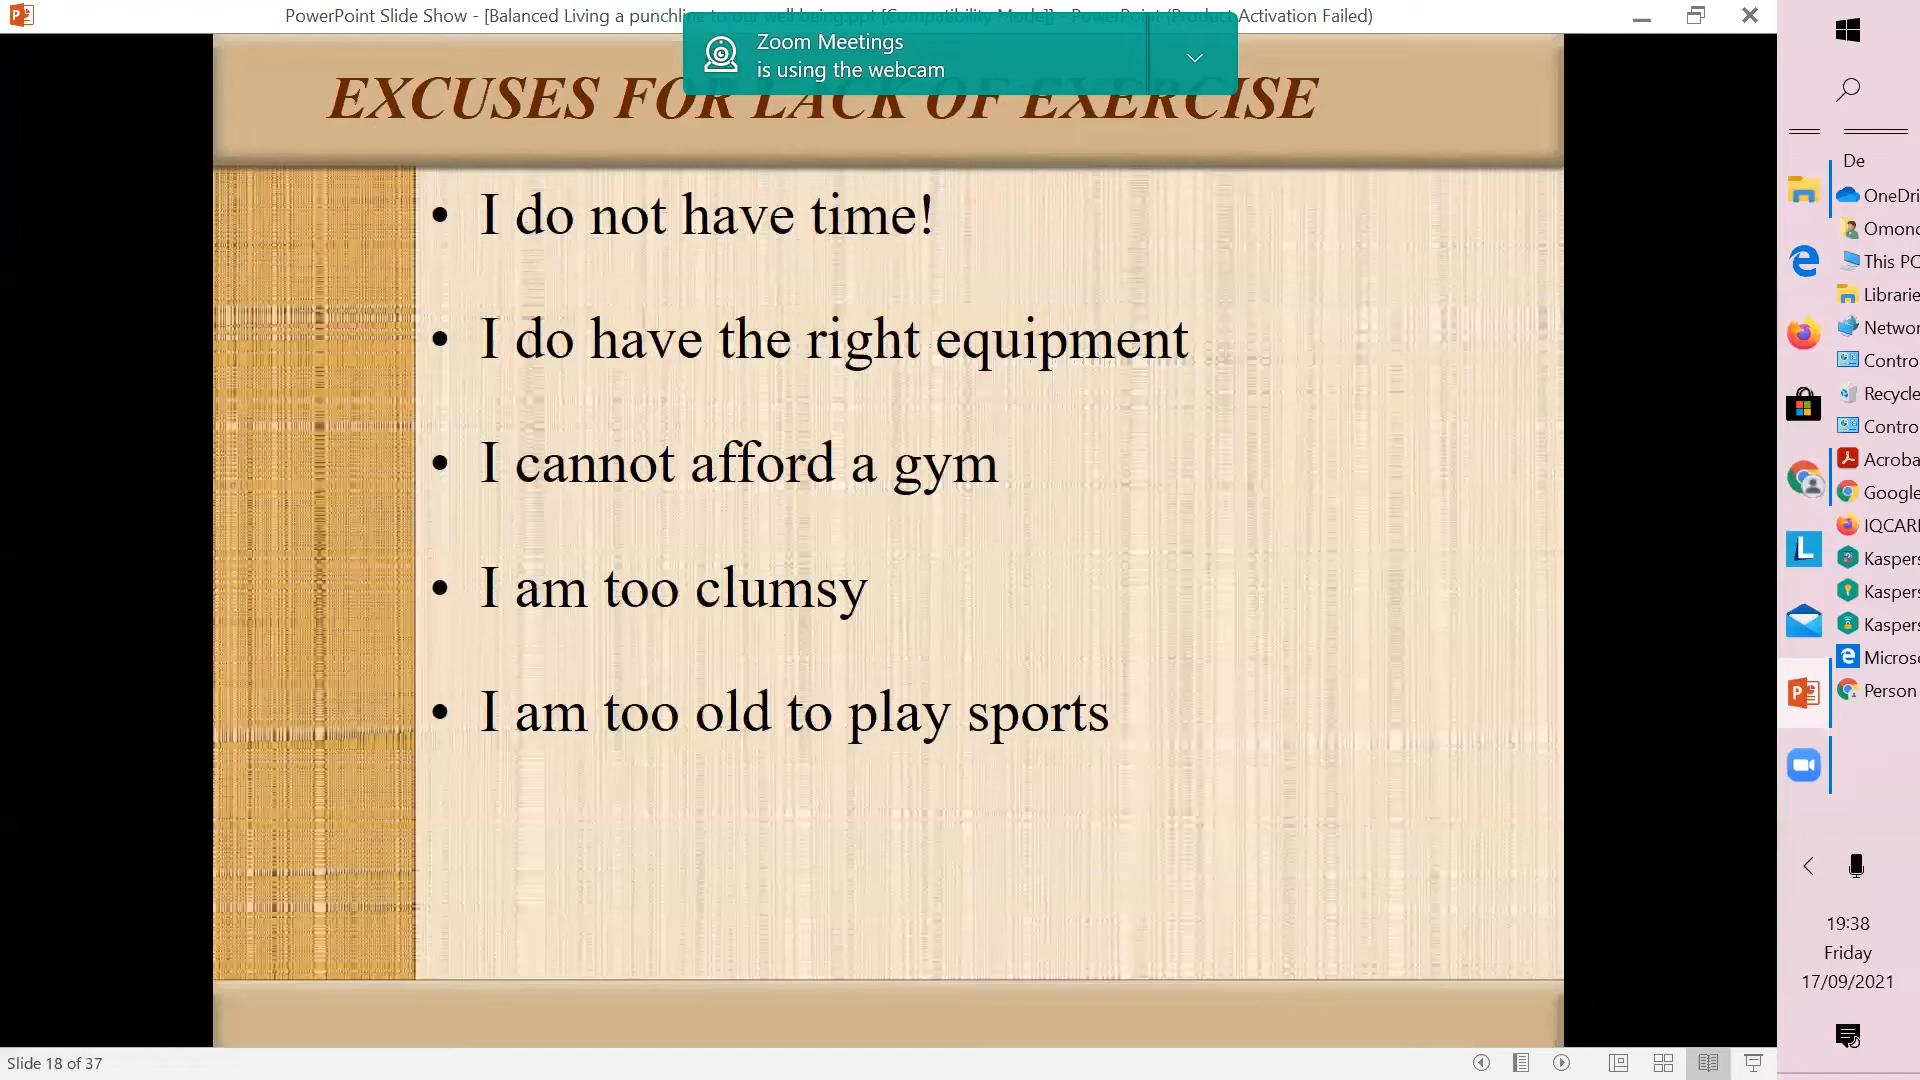 PowerPoint Slide Show - [Balanced Living a punchline to our well being.ppt [Compatibility Mode]] - PowerPoint (Product Activation Failed)
Zoom Meetings
is using the webcam
EXCUSES FOR LACK OF EXERCISE
• I do not have time!
• I do have the right equipment
• I cannot afford a gym
• I am too clumsy
• I am too old to play sports
Slide 18 of 37
De
OneDri
Omond
This PC
Librarie
Networ
Contro
Recycle
Contro
Acroba
Google
IQCARE
Kaspers
Kaspers
Kaspers
Microso
Person
19:38
Friday
17/09/2021